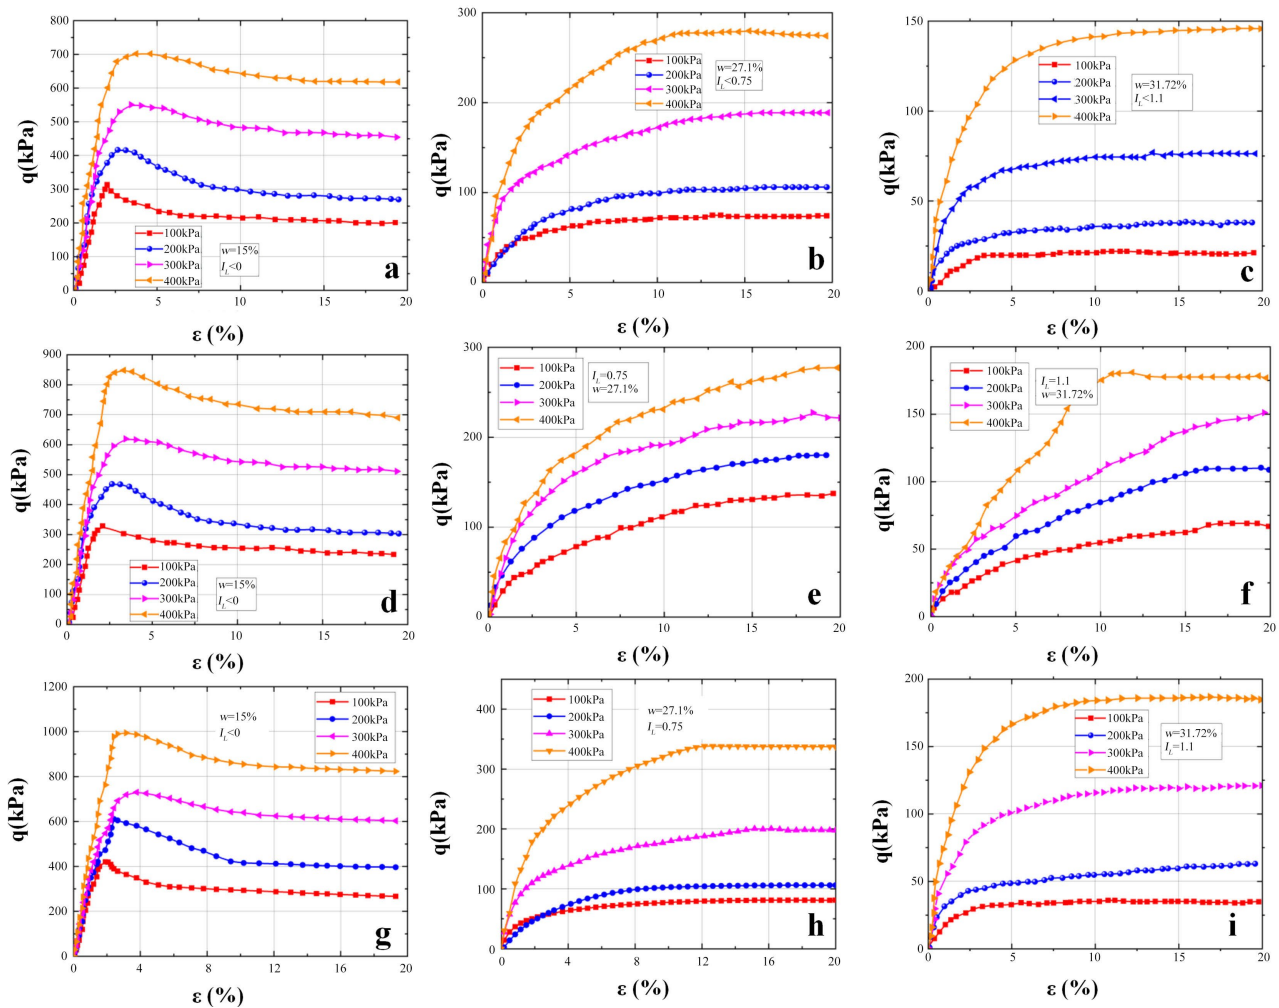 800
700
600
500
400
300
200
100
0
q(kPa)
100kPa
200kPa
300kPa
400kPa
w=15%
I_L<0
a
0
5
10
15
20
ε (%)
300
200
100
0
q(kPa)
100kPa
200kPa
300kPa
400kPa
w=27.1%
I_L<0.75
b
0
5
10
15
20
ε (%)
150
100
50
0
q(kPa)
100kPa
200kPa
300kPa
400kPa
w=31.72%
I_L<1.1
c
0
5
10
15
20
ε (%)
900
800
700
600
500
400
300
200
100
0
q(kPa)
100kPa
200kPa
300kPa
400kPa
w=15%
I_L<0
d
0
5
10
15
20
ε (%)
300
200
100
0
q(kPa)
100kPa
200kPa
300kPa
400kPa
I_L=0.75
w=27.1%
e
0
5
10
15
20
ε (%)
200
150
100
50
0
q(kPa)
100kPa
200kPa
300kPa
400kPa
I_L=1.1
w=31.72%
f
0
5
10
15
20
ε (%)
1200
1000
800
600
400
200
0
q(kPa)
w=15%
I_L<0
100kPa
200kPa
300kPa
400kPa
g
0
4
8
12
16
20
ε (%)
400
300
200
100
0
q(kPa)
100kPa
200kPa
300kPa
400kPa
w=27.1%
I_L=0.75
h
0
4
8
12
16
20
ε (%)
200
150
100
50
0
q(kPa)
100kPa
200kPa
300kPa
400kPa
w=31.72%
I_L=1.1
i
0
5
10
15
20
ε (%)